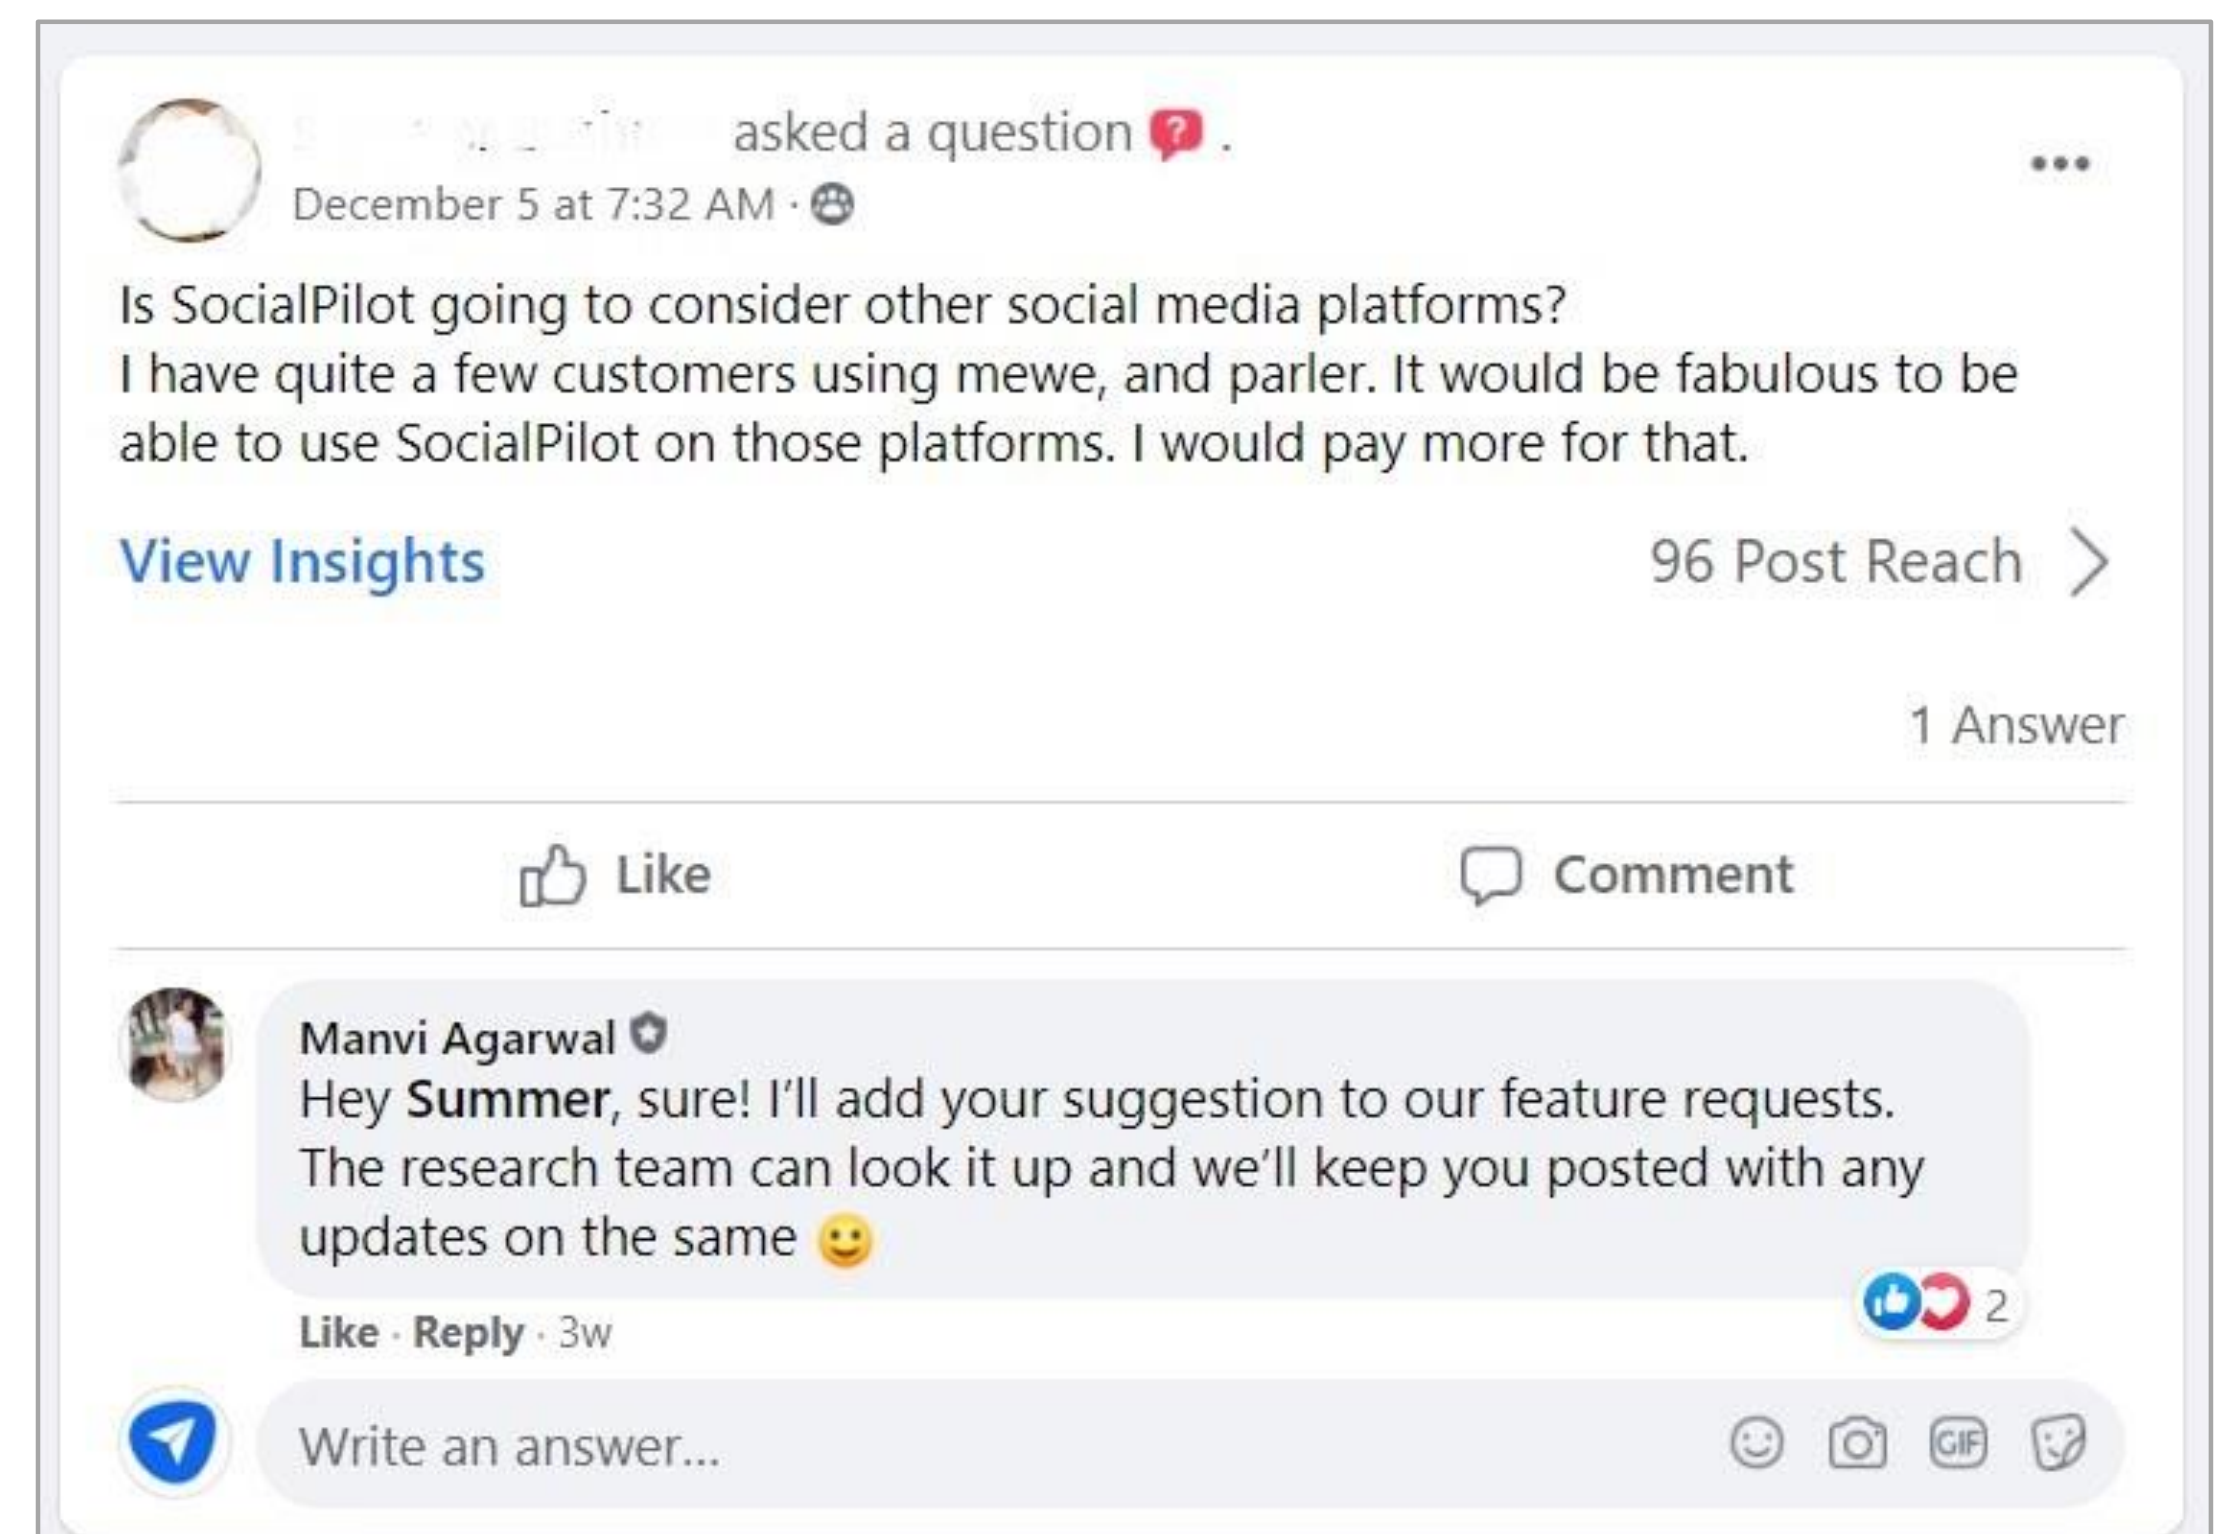 asked a question .
December 5 at 7:32 AM ·
Is SocialPilot going to consider other social media platforms?
I have quite a few customers using mewe, and parler. It would be fabulous to be
able to use SocialPilot on those platforms. I would pay more for that.
View Insights
96 Post Reach
1 Answer
Like
Comment
Manvi Agarwal
Hey Summer, sure! I'll add your suggestion to our feature requests.
The research team can look it up and we'll keep you posted with any
updates on the same
2
Like · Reply · 3w
Write an answer...
GIF